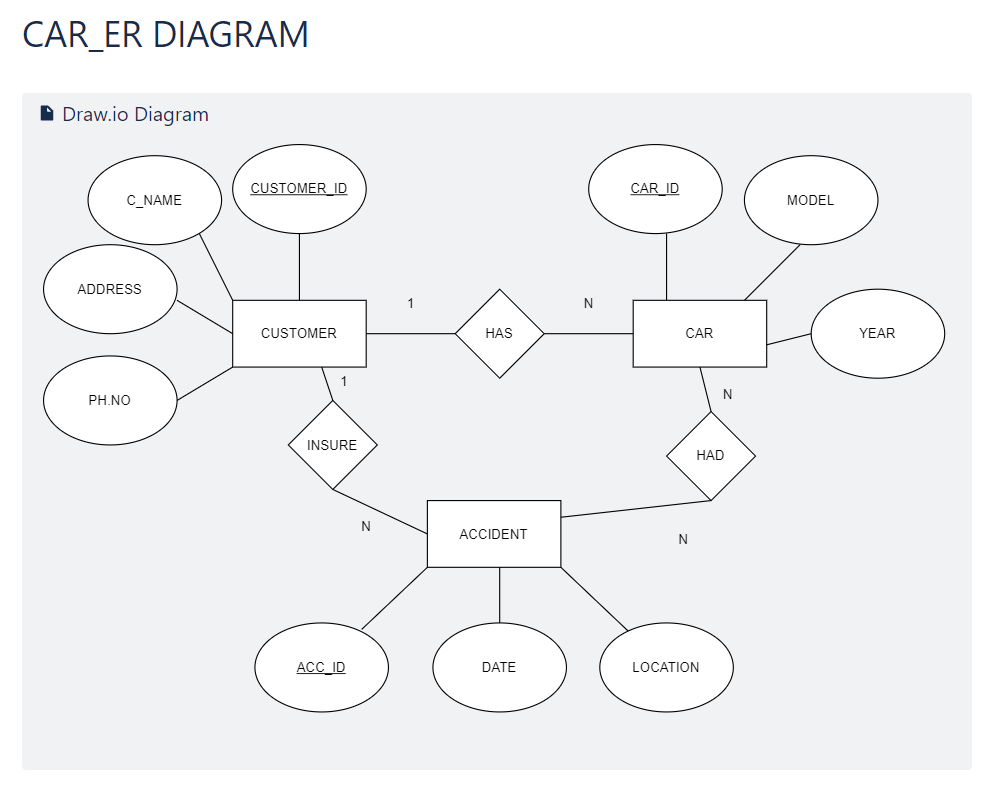 CAR_ER DIAGRAM
Draw.io Diagram
C_NAME
CUSTOMER_ID
CAR_ID
MODEL
ADDRESS
CUSTOMER
1
HAS
N
CAR
YEAR
PH.NO
1
INSURE
N
HAD
N
ACCIDENT
N
ACC_ID
DATE
LOCATION